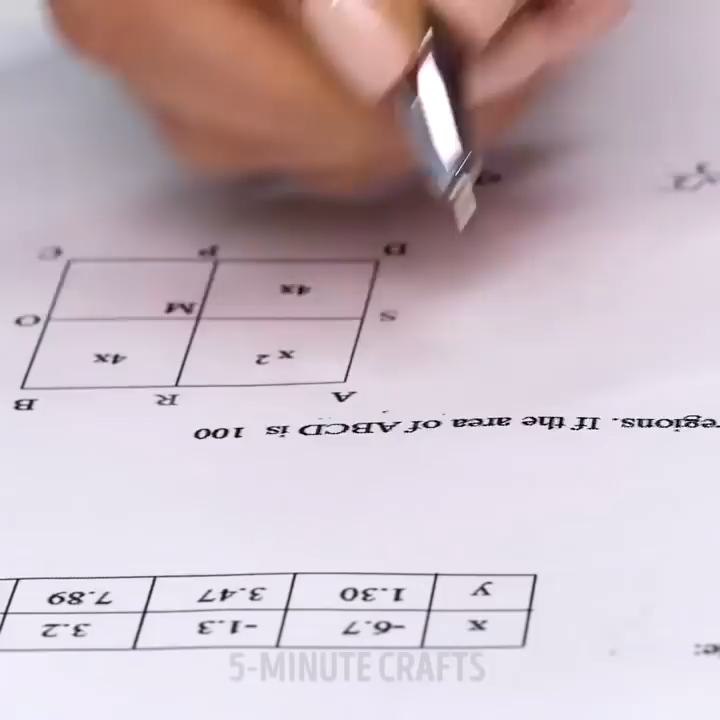 x -6.7 -1.3 3.2
y 1.30 3.47 7.89
egions. If the area of ABCD is 100
A R B
x 2 4x
S M O
4x
D P C
5-MINUTE CRAFTS